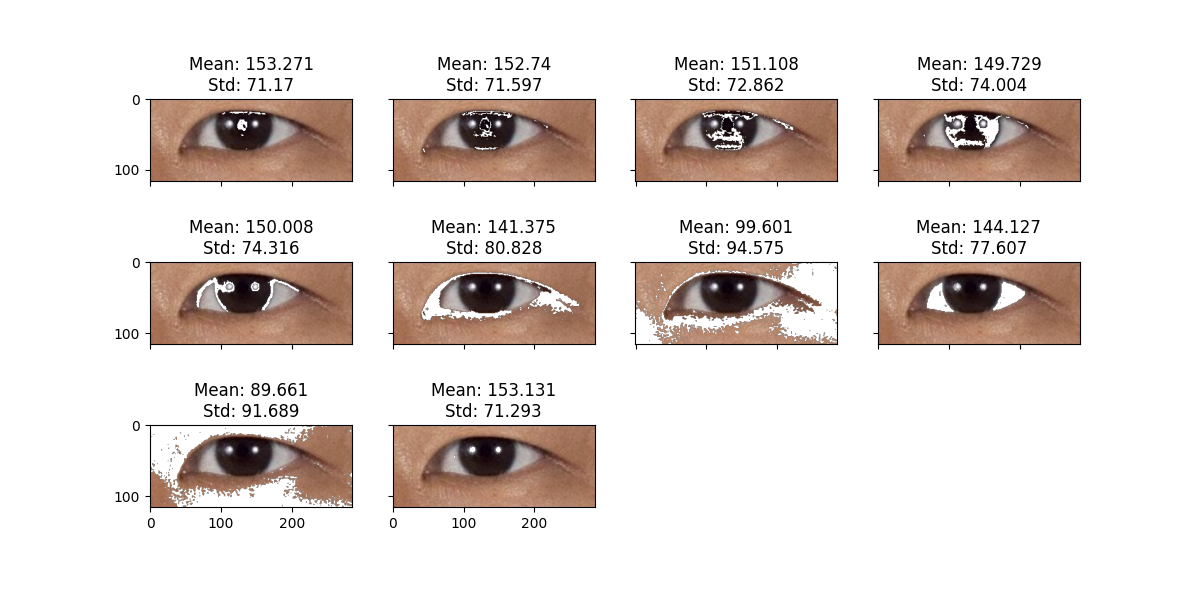 Mean: 153.271
Std: 71.17
Mean: 152.74
Std: 71.597
Mean: 151.108
Std: 72.862
Mean: 149.729
Std: 74.004
0
100
Mean: 150.008
Std: 74.316
Mean: 141.375
Std: 80.828
Mean: 99.601
Std: 94.575
Mean: 144.127
Std: 77.607
0
100
Mean: 89.661
Std: 91.689
Mean: 153.131
Std: 71.293
0
100
0 100 200
0 100 200